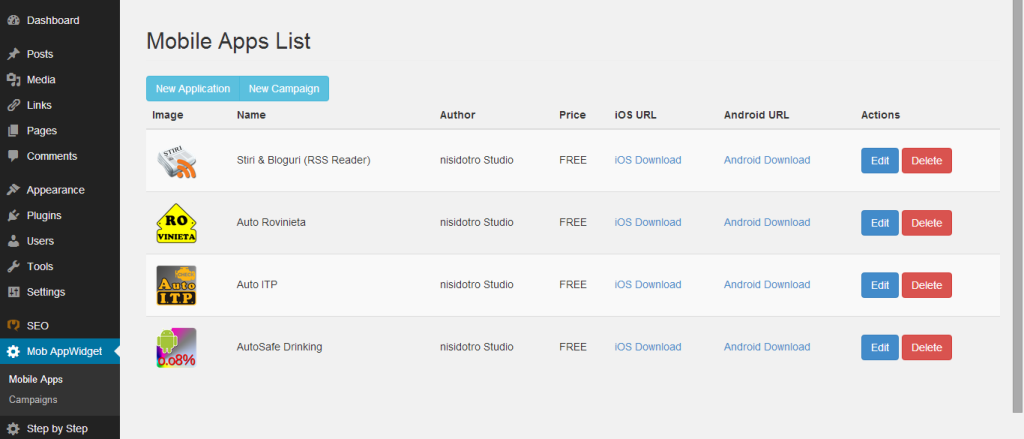 Dashboard
Posts
Media
Links
Pages
Comments
Appearance
Plugins
Users
Tools
Settings
SEO
Mob AppWidget
Mobile Apps
Campaigns
Step by Step
Mobile Apps List
New Application New Campaign
Image Name Author Price iOS URL Android URL Actions
STIRI Stiri & Bloguri (RSS Reader) nisidotro Studio FREE iOS Download Android Download Edit Delete
RO
VINIETA
Auto Rovinieta nisidotro Studio FREE iOS Download Android Download Edit Delete
Auto
I.T.P
Auto ITP nisidotro Studio FREE iOS Download Android Download Edit Delete
0.08%
AutoSafe Drinking nisidotro Studio FREE iOS Download Android Download Edit Delete